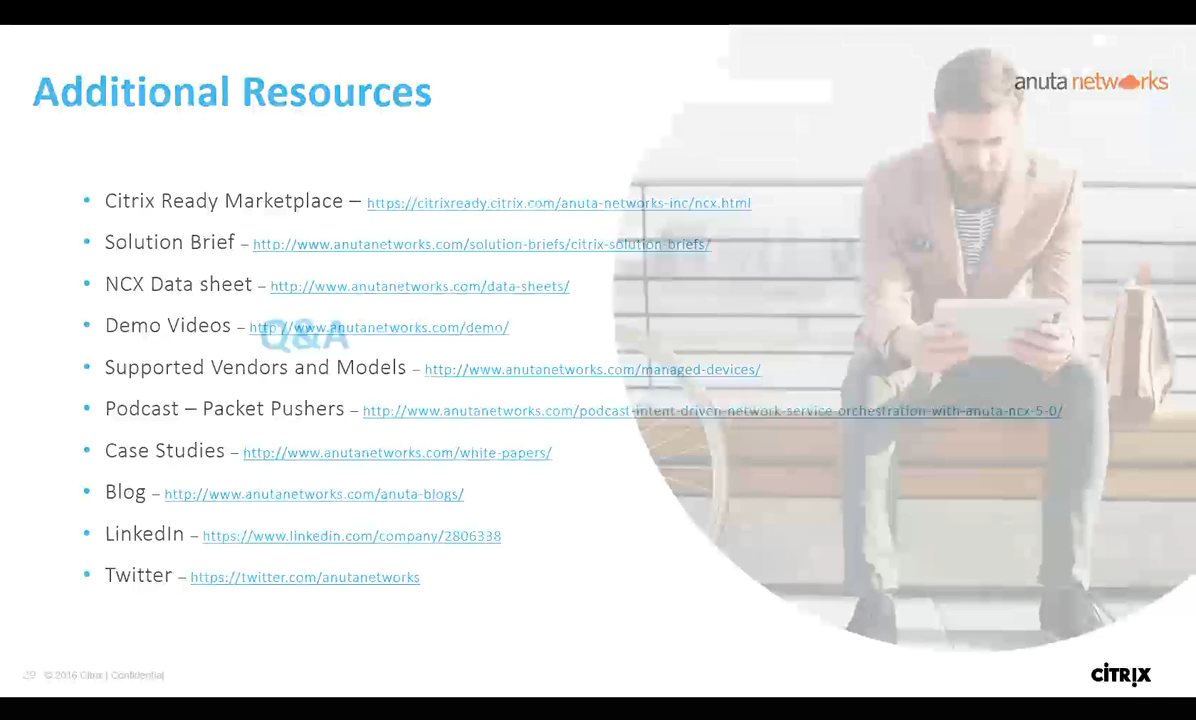 Additional Resources
anuta networks
• Citrix Ready Marketplace – https://citrixready.citrix.com/anuta-networks-inc/ncx.html
• Solution Brief – http://www.anutanetworks.com/solution-briefs/citrix-solution-briefs/
• NCX Data sheet – http://www.anutanetworks.com/data-sheets/
• Demo Videos – http://www.anutanetworks.com/demo/
Q&A
• Supported Vendors and Models – http://www.anutanetworks.com/managed-devices/
• Podcast – Packet Pushers – http://www.anutanetworks.com/podcast-intent-driven-network-service-orchestration-with-anuta-ncx-5-0/
• Case Studies – http://www.anutanetworks.com/white-papers/
• Blog – http://www.anutanetworks.com/anuta-blogs/
• LinkedIn – https://www.linkedin.com/company/2806338
• Twitter – https://twitter.com/anutanetworks
© 2016 Citrix | Confidential
CİTRIX